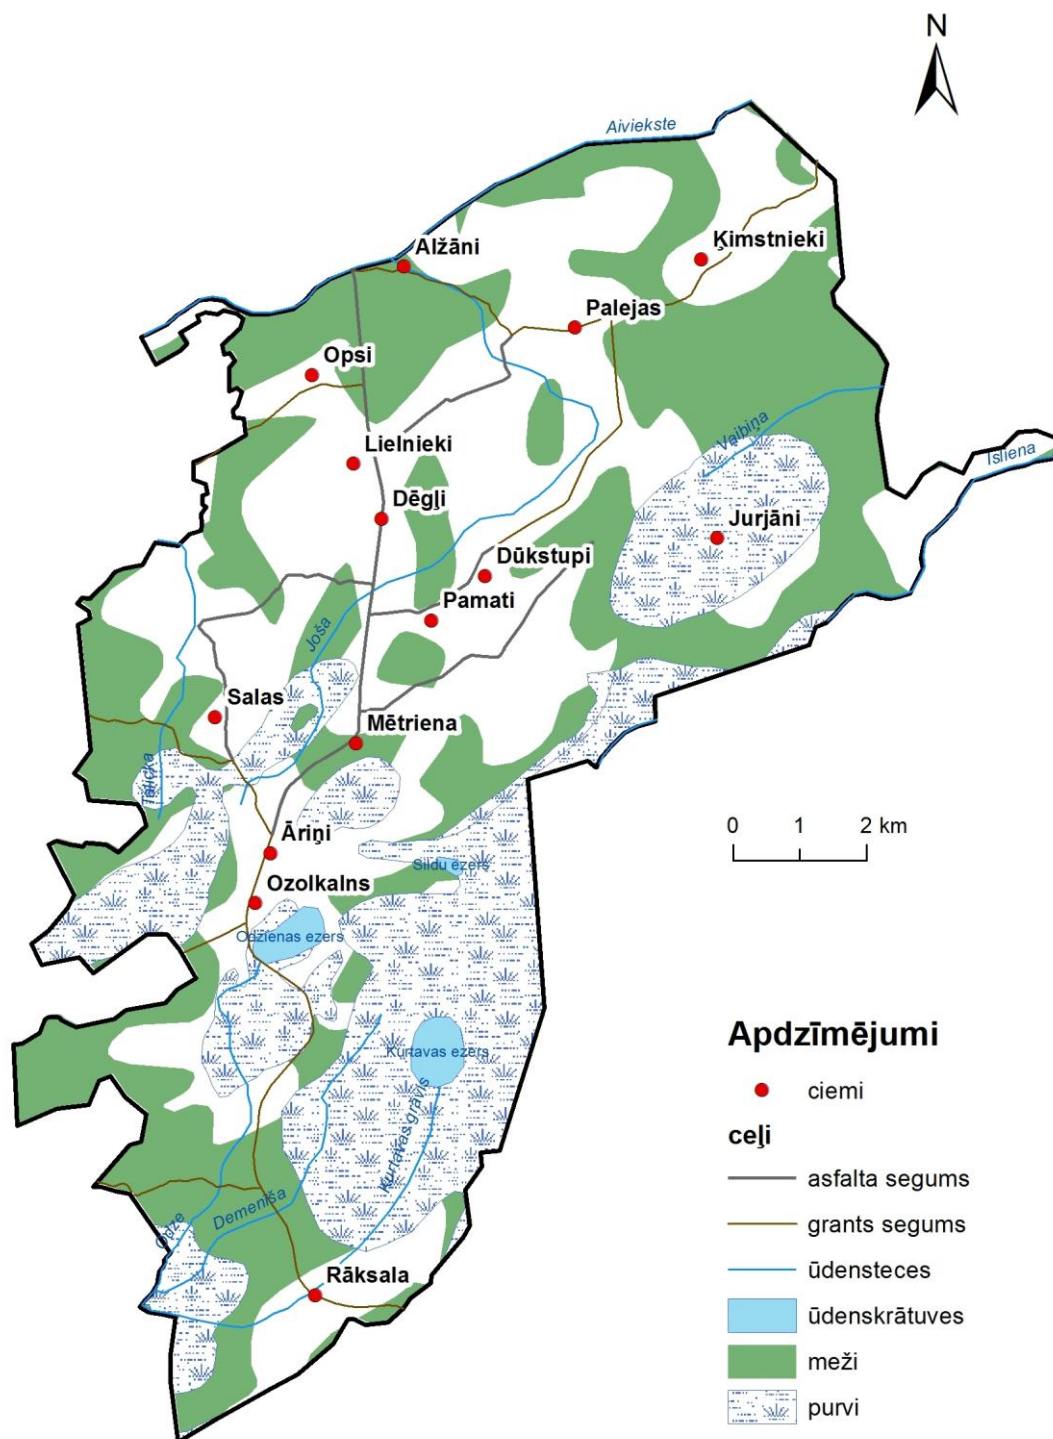 N
Aiviekste
Alžāni
Ķimstnieki
Palejas
Opsi
Lielnieki
Vaibiņa
Isliena
Dēgļi
Jurjāni
Dūkstupi
Pamati
Joša
Salas
Mētriena
Talička
0 1 2 km
Āriņi
Sildu ezers
Ozolkalns
Odzienas ezers
Kurtavas ezers
Kurtavas grāvis
Demenīša
Odze
Rāksala
Apdzīmējumi
ciemi
ceļi
asfalta segums
grants segums
ūdensteces
ūdenskrātuves
meži
purvi